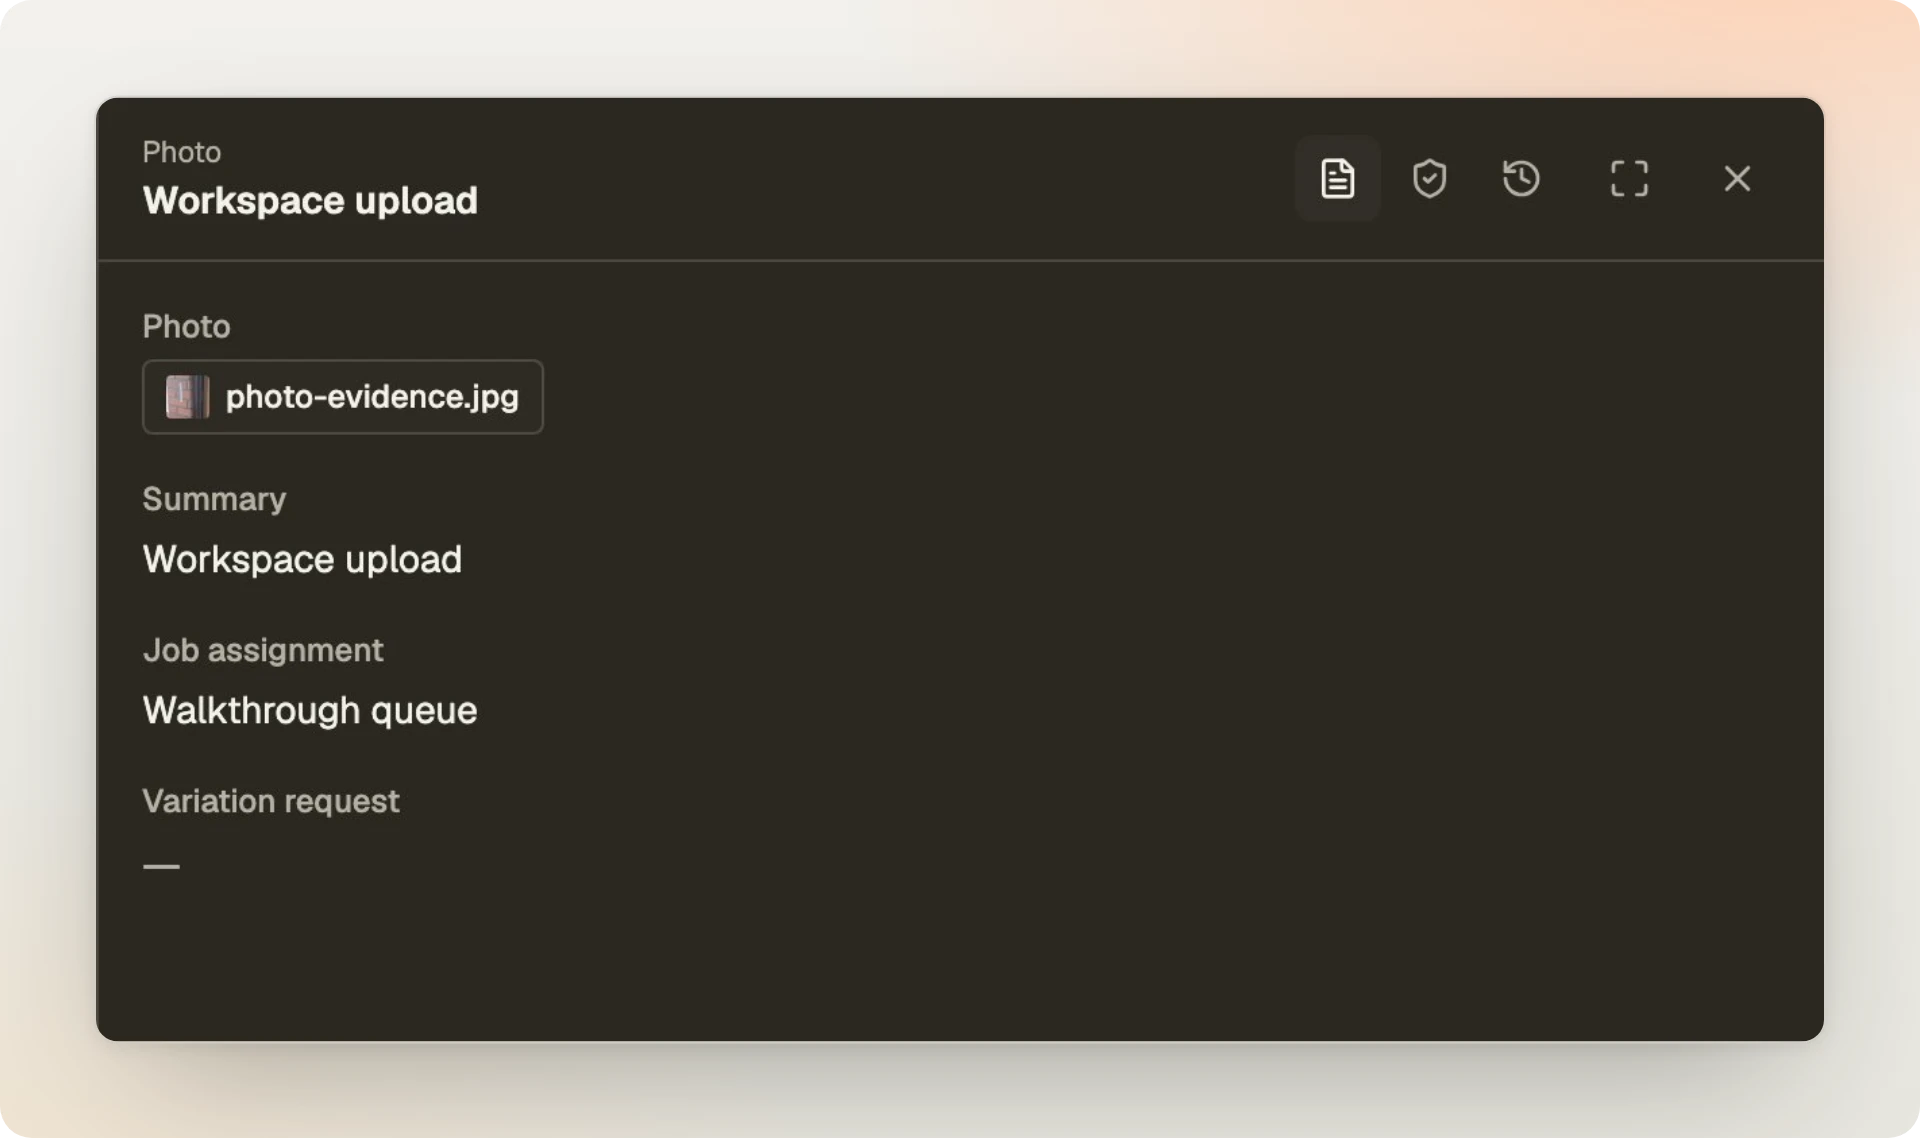 Photo
Workspace upload
Photo
photo-evidence.jpg
Summary
Workspace upload
Job assignment
Walkthrough queue
Variation request
—